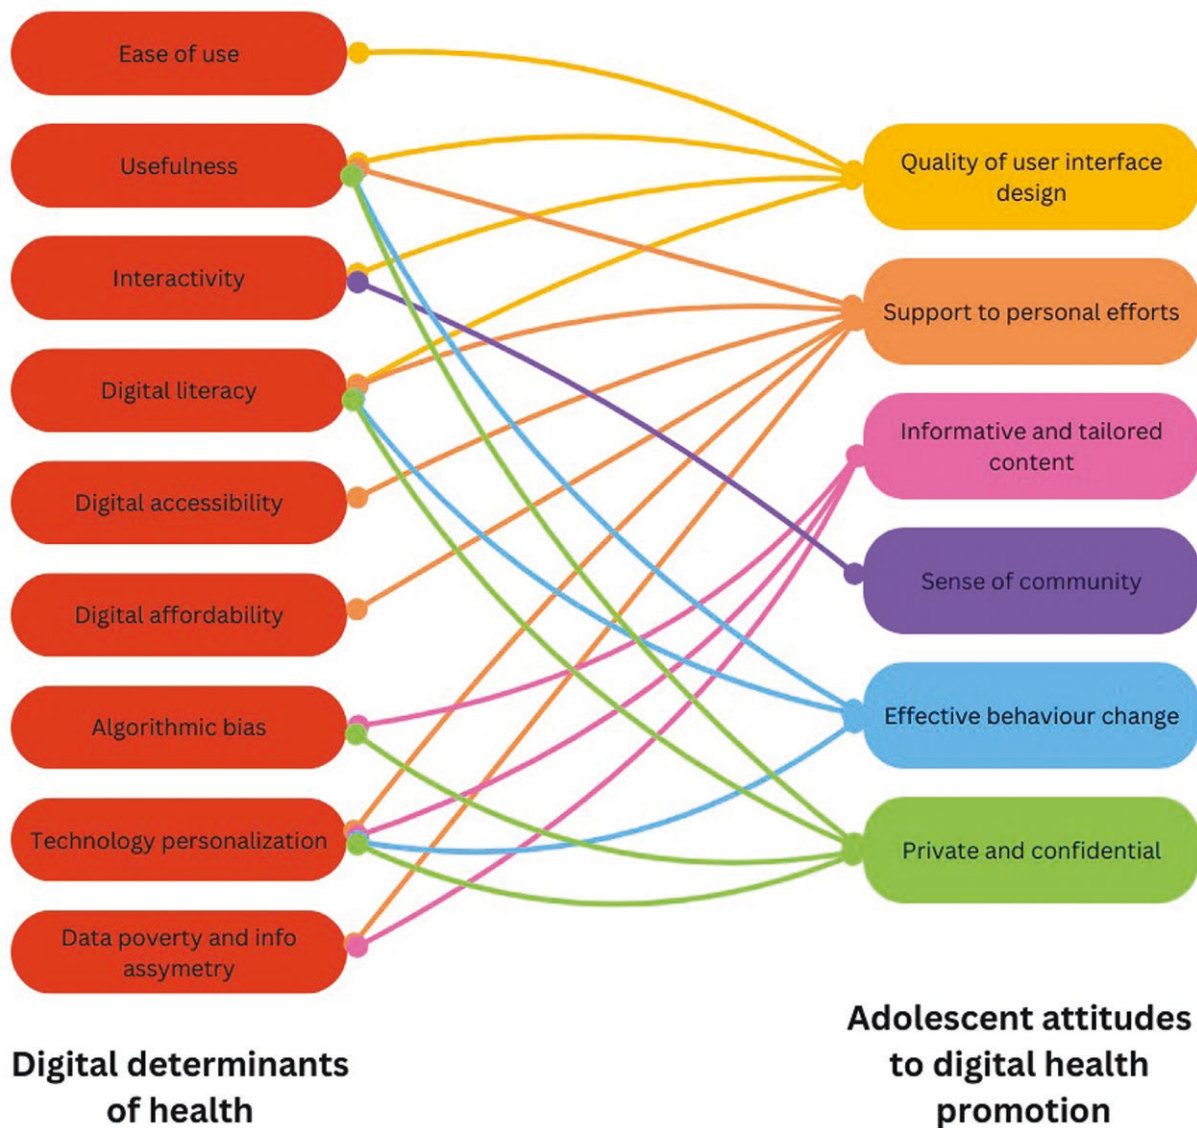 Ease of use
Usefulness
Interactivity
Digital literacy
Digital accessibility
Digital affordability
Algorithmic bias
Technology personalization
Data poverty and info
assymetry
Digital determinants
of health
Quality of user interface
design
Support to personal efforts
Informative and tailored
content
Sense of community
Effective behaviour change
Private and confidential
Adolescent attitudes
to digital health
promotion